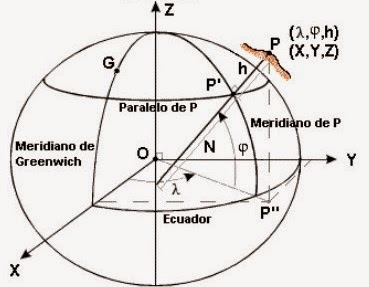 Z
(λ,φ,h)
P
(X,Y,Z)
G
h
P'
Paralelo de P
Meridiano de
Greenwich
Meridiano de P
O
N
φ
Y
λ
Ecuador
P"
X